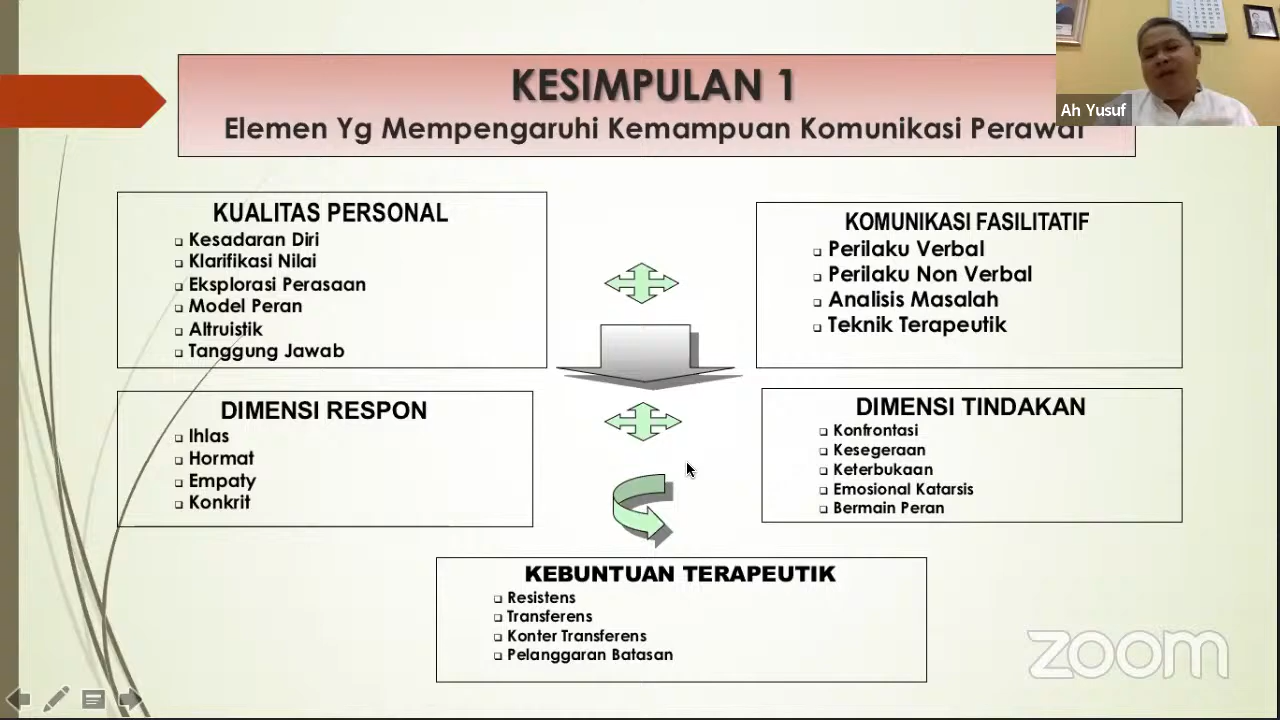 KESIMPULAN 1
Elemen Yg Mempengaruhi Kemampuan Komunikasi Perawat
Ah Yusuf
KUALITAS PERSONAL
Kesadaran Diri
Klarifikasi Nilai
Eksplorasi Perasaan
Model Peran
Altruistik
Tanggung Jawab
KOMUNIKASI FASILITATIF
Perilaku Verbal
Perilaku Non Verbal
Analisis Masalah
Teknik Terapeutik
DIMENSI RESPON
Ihlas
Hormat
Empaty
Konkrit
DIMENSI TINDAKAN
Konfrontasi
Kesegeraan
Keterbukaan
Emosional Katarsis
Bermain Peran
KEBUNTUAN TERAPEUTIK
Resistens
Transferens
Konter Transferens
Pelanggaran Batasan
zoom